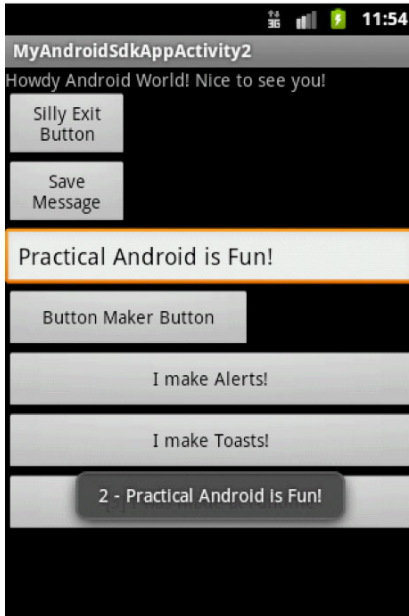 3G 11:54
MyAndroidSdkAppActivity2
Howdy Android World! Nice to see you!
Silly Exit
Button
Save
Message
Practical Android is Fun!
Button Maker Button
I make Alerts!
I make Toasts!
2 - Practical Android is Fun!